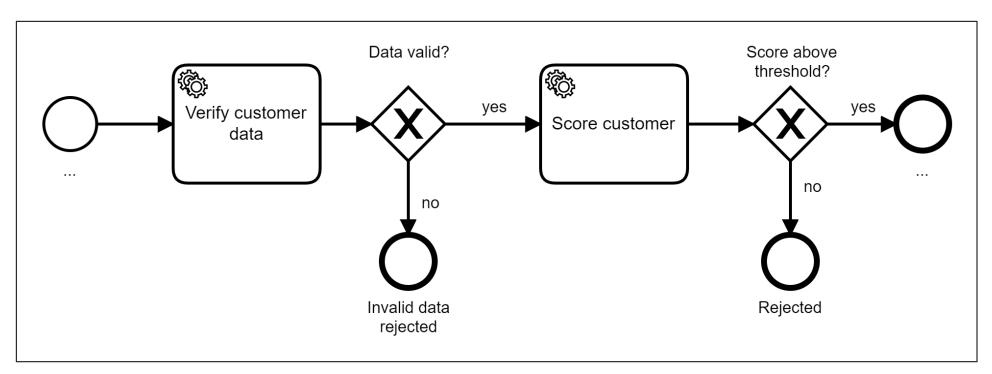 Data valid?
Score above
threshold?
Verify customer
data
yes
Score customer
yes
...
...
no
no
Invalid data
rejected
Rejected